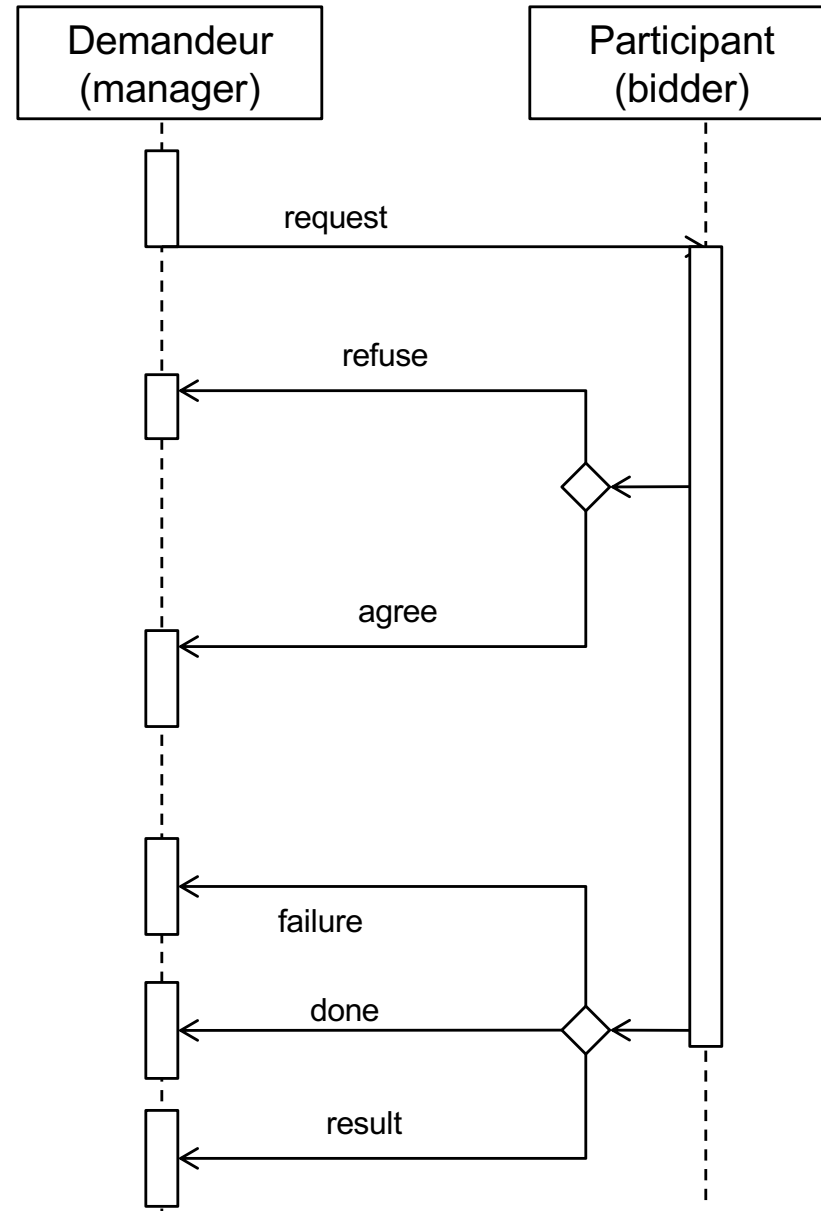 Demandeur
(manager)
Participant
(bidder)
request
refuse
agree
failure
done
result